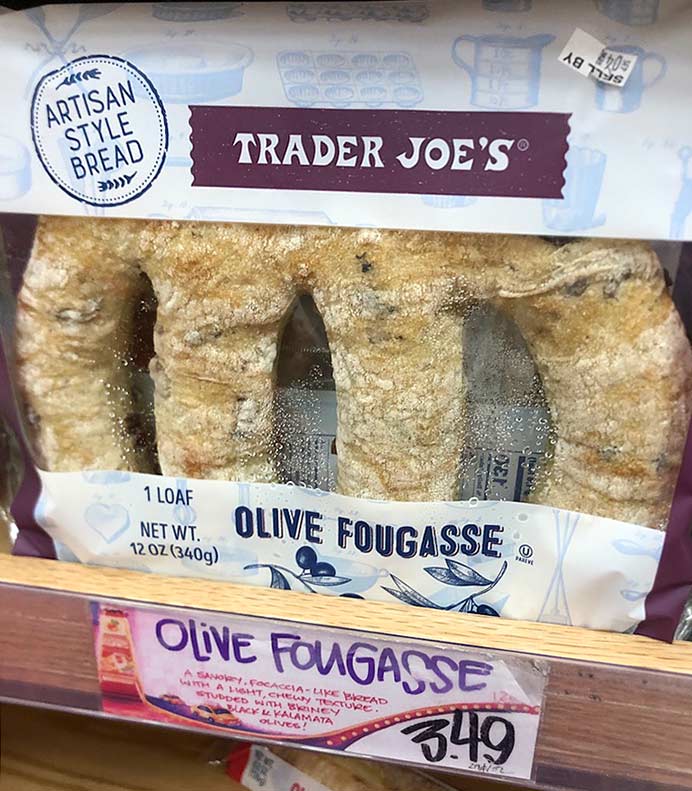 ARTISAN
STYLE
BREAD
TRADER JOE'S®
SELL BY
1 LOAF
NET WT.
12 OZ (340g)
OLIVE FOUGASSE
U
PAREVE
OLIVE FOUGASSE
A SAVORY, FOCACCIA-LIKE BREAD
WITH A LIGHT, CHEWY TEXTURE.
STUDDED WITH BRINEY
BLACK & KALAMATA
OLIVES!
3.49